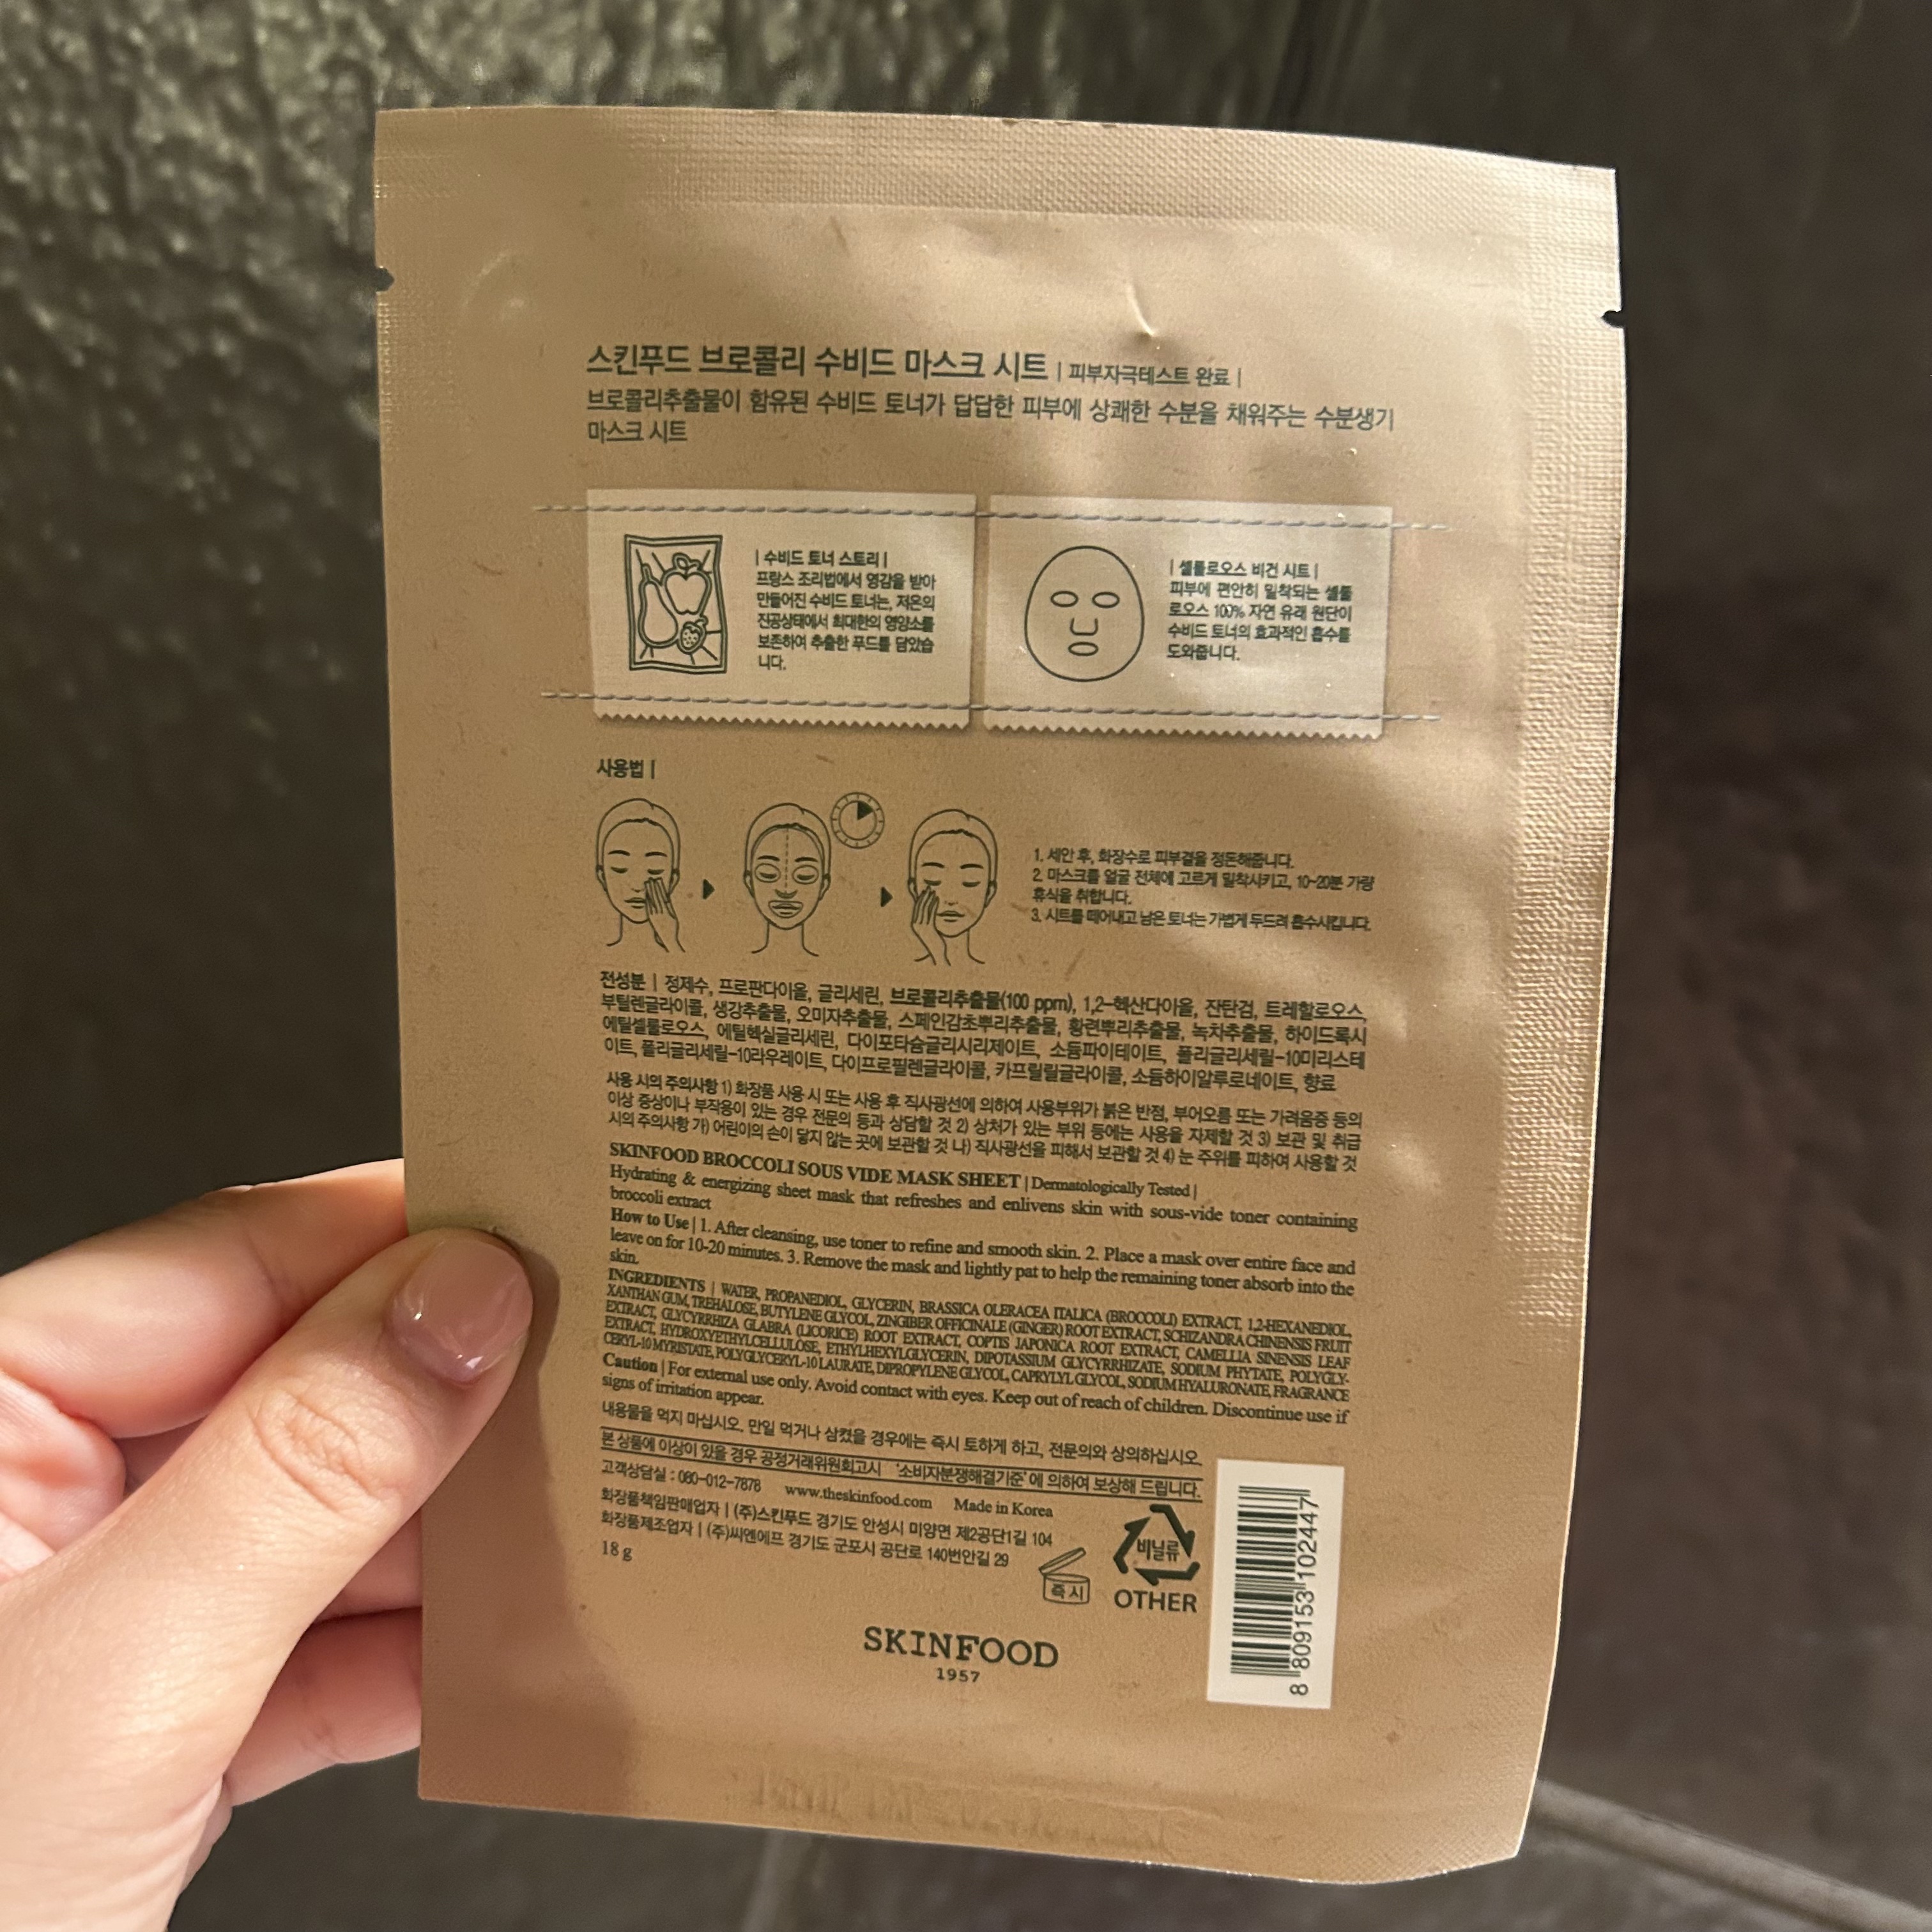 스킨푸드 브로콜리 수비드 마스크 시트 | 피부자극테스트 완료 |
브로콜리추출물이 함유된 수비드 토너가 답답한 피부에 상쾌한 수분을 채워주는 수분생기
마스크 시트
| 수비드 토너 스토리 |
프랑스 조리법에서 영감을 받아
만들어진 수비드 토너는, 저온의
진공상태에서 최대한의 영양소를
보존하여 추출한 푸드를 담았습
니다.
| 셀룰로오스 비건 시트 |
피부에 편안히 밀착되는 셀룰
로오스 100% 자연 유래 원단이
수비드 토너의 효과적인 흡수를
도와줍니다.
사용법 |
1. 세안 후, 화장수로 피부결을 정돈해줍니다.
2. 마스크를 얼굴 전체에 고르게 밀착시키고, 10~20분 가량
휴식을 취합니다.
3. 시트를 떼어내고 남은 토너는 가볍게 두드려 흡수시킵니다.
전성분 | 정제수, 프로판다이올, 글리세린, 브로콜리추출물(100 ppm), 1,2-헥산다이올, 잔탄검, 트레할로오스,
부틸렌글라이콜, 생강추출물, 오미자추출물, 스페인감초뿌리추출물, 황련뿌리추출물, 녹차추출물, 하이드록시
에틸셀룰로오스, 에틸헥실글리세린, 다이포타슘글리시리제이트, 소듐파이테이트, 폴리글리세릴-10미리스테
이트, 폴리글리세릴-10라우레이트, 다이프로필렌글라이콜, 카프릴릴글라이콜, 소듐하이알루로네이트, 향료
사용 시의 주의사항 1) 화장품 사용 시 또는 사용 후 직사광선에 의하여 사용부위가 붉은 반점, 부어오름 또는 가려움증 등의
이상 증상이나 부작용이 있는 경우 전문의 등과 상담할 것 2) 상처가 있는 부위 등에는 사용을 자제할 것 3) 보관 및 취급
시의 주의사항 가) 어린이의 손이 닿지 않는 곳에 보관할 것 나) 직사광선을 피해서 보관할 것 4) 눈 주위를 피하여 사용할 것
SKINFOOD BROCCOLI SOUS VIDE MASK SHEET | Dermatologically Tested |
Hydrating & energizing sheet mask that refreshes and enlivens skin with sous-vide toner containing
broccoli extract
How to Use | 1. After cleansing, use toner to refine and smooth skin. 2. Place a mask over entire face and
leave on for 10-20 minutes. 3. Remove the mask and lightly pat to help the remaining toner absorb into the
skin.
INGREDIENTS | WATER, PROPANEDIOL, GLYCERIN, BRASSICA OLERACEA ITALICA (BROCCOLI) EXTRACT, 1,2-HEXANEDIOL,
XANTHAN GUM, TREHALOSE, BUTYLENE GLYCOL, ZINGIBER OFFICINALE (GINGER) ROOT EXTRACT, SCHIZANDRA CHINENSIS FRUIT
EXTRACT, GLYCYRRHIZA GLABRA (LICORICE) ROOT EXTRACT, COPTIS JAPONICA ROOT EXTRACT, CAMELLIA SINENSIS LEAF
EXTRACT, HYDROXYETHYLCELLULOSE, ETHYLHEXYLGLYCERIN, DIPOTASSIUM GLYCYRRHIZATE, SODIUM PHYTATE, POLYGLY-
CERYL-10 MYRISTATE, POLYGLYCERYL-10 LAURATE, DIPROPYLENE GLYCOL, CAPRYLYL GLYCOL, SODIUM HYALURONATE, FRAGRANCE
Caution | For external use only. Avoid contact with eyes. Keep out of reach of children. Discontinue use if
signs of irritation appear.
내용물을 먹지 마십시오. 만일 먹거나 삼켰을 경우에는 즉시 토하게 하고, 전문의와 상의하십시오.
본 상품에 이상이 있을 경우 공정거래위원회고시 '소비자분쟁해결기준'에 의하여 보상해 드립니다.
고객상담실 : 080-012-7878 www.theskinfood.com Made in Korea
화장품책임판매업자 | (주)스킨푸드 경기도 안성시 미양면 제2공단1길 104
화장품제조업자 | (주)씨엔에프 경기도 군포시 공단로 140번안길 29
18 g
즉시
비닐류
OTHER
8 809153 102447
SKINFOOD
1957